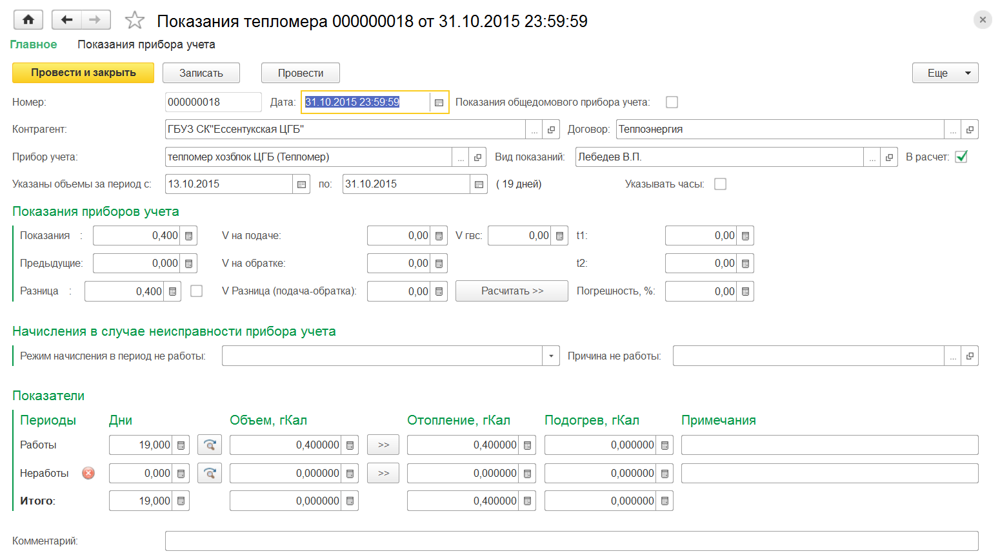 Показания тепломера 000000018 от 31.10.2015 23:59:59
Главное Показания прибора учета
Провести и закрыть Записать Провести Еще
Номер: 000000018 Дата: 31.10.2015 23:59:59 Показания общедомового прибора учета:
Контрагент: ГБУЗ СК"Ессентукская ЦГБ" ... Договор: Теплоэнергия ...
Прибор учета: тепломер хозблок ЦГБ (Тепломер) ... Вид показаний: Лебедев В.П. ... В расчет:
Указаны объемы за период с: 13.10.2015 по: 31.10.2015 ( 19 дней) Указывать часы:
Показания приборов учета
Показания : 0,400 V на подаче: 0,00 V гвс: 0,00 t1: 0,00
Предыдущие: 0,000 V на обратке: 0,00 t2: 0,00
Разница : 0,400 V Разница (подача-обратка): 0,00 Расчитать >> Погрешность, %: 0,00
Начисления в случае неисправности прибора учета
Режим начисления в период не работы: Причина не работы: ...
Показатели
Периоды Дни Объем, гКал Отопление, гКал Подогрев, гКал Примечания
Работы 19,000 0,400000 >> 0,400000 0,000000
Неработы 0,000 0,000000 >> 0,000000 0,000000
Итого: 19,000 0,000000 0,400000 0,000000
Комментарий: